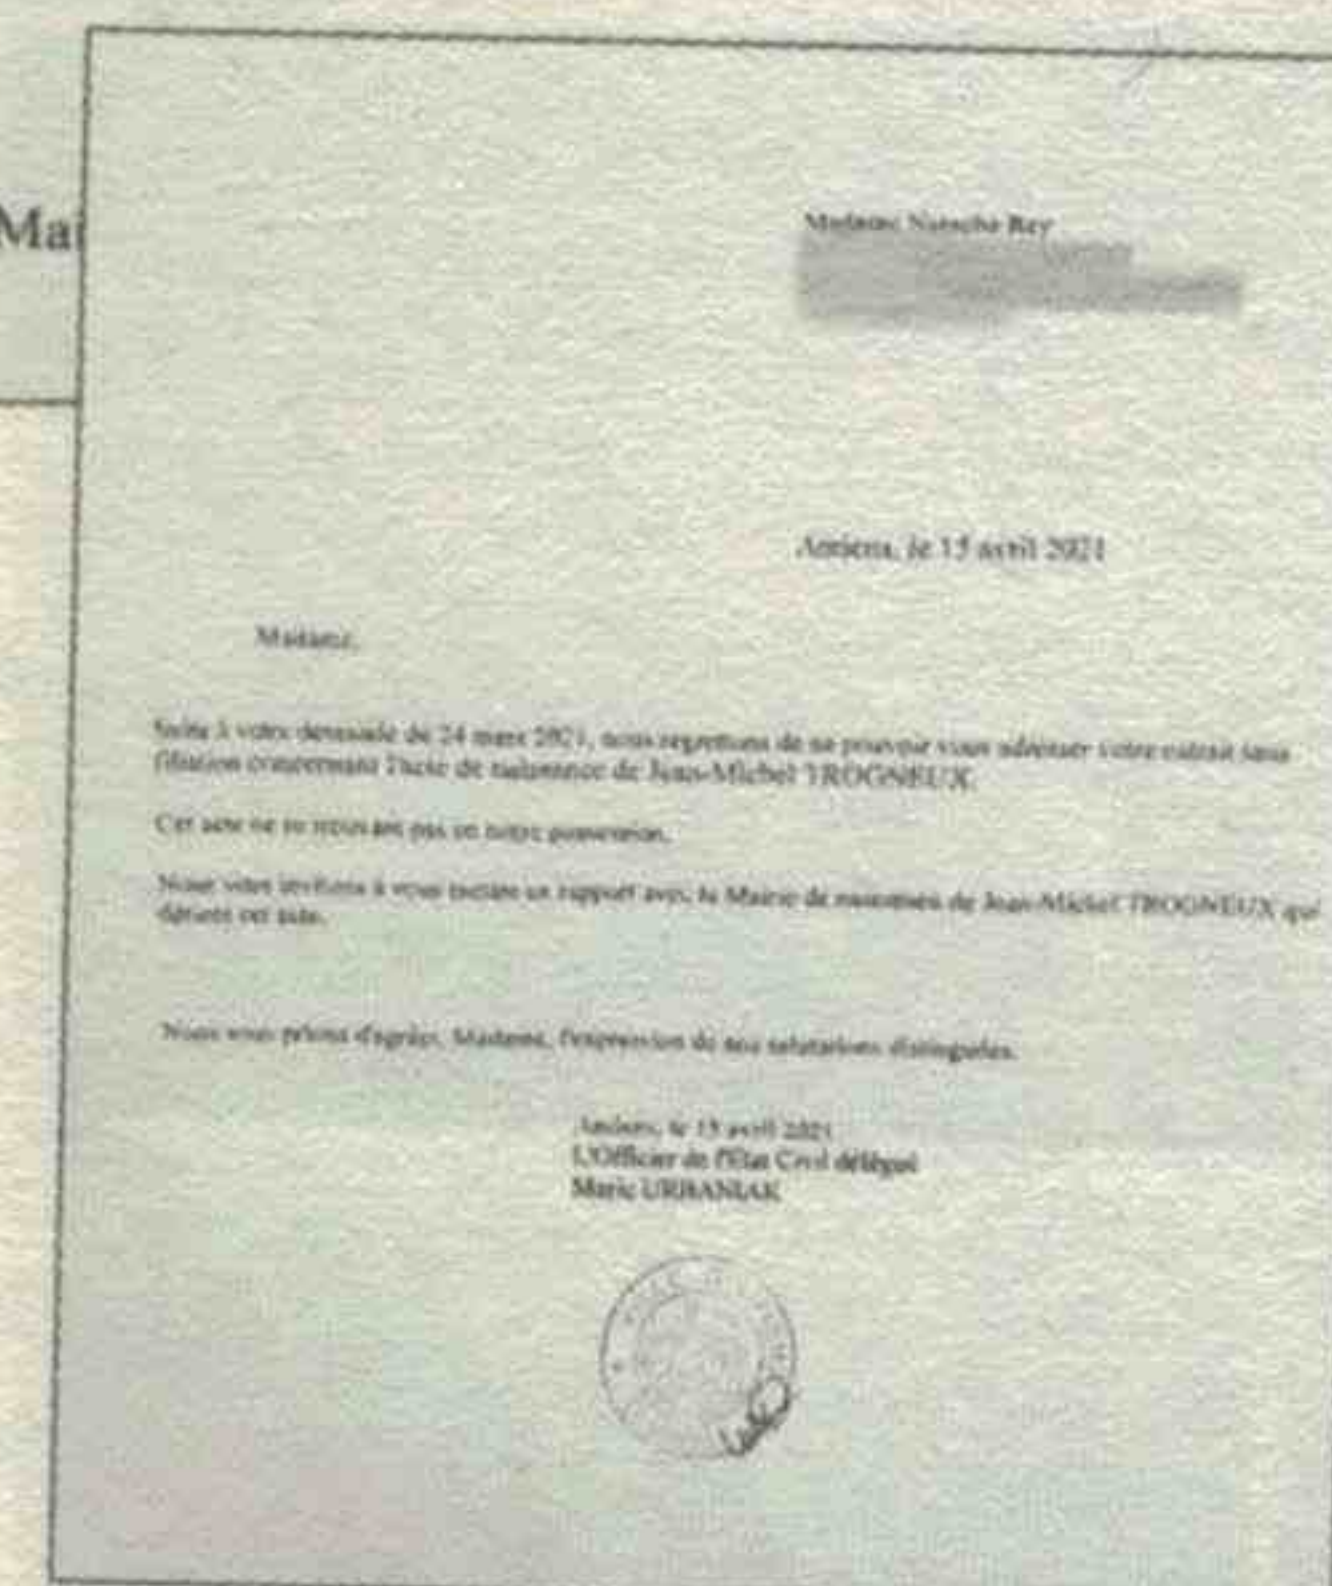 Mai
Madame Natacha Rey
Amiens, le 15 avril 2021
Madame,
Suite à votre demande du 24 mars 2021, nous regrettons de ne pouvoir vous adresser votre extrait sans
filiation concernant l'acte de naissance de Jean-Michel TROGNEUX.
Cet acte ne se trouvant pas en notre possession.
Nous vous invitons à vous mettre en rapport avec la Mairie de naissance de Jean-Michel TROGNEUX qui
détient cet acte.
Nous vous prions d'agréer, Madame, l'expression de nos salutations distinguées.
Amiens, le 15 avril 2021
L'Officier de l'Etat Civil délégué
Marie URBANIAK